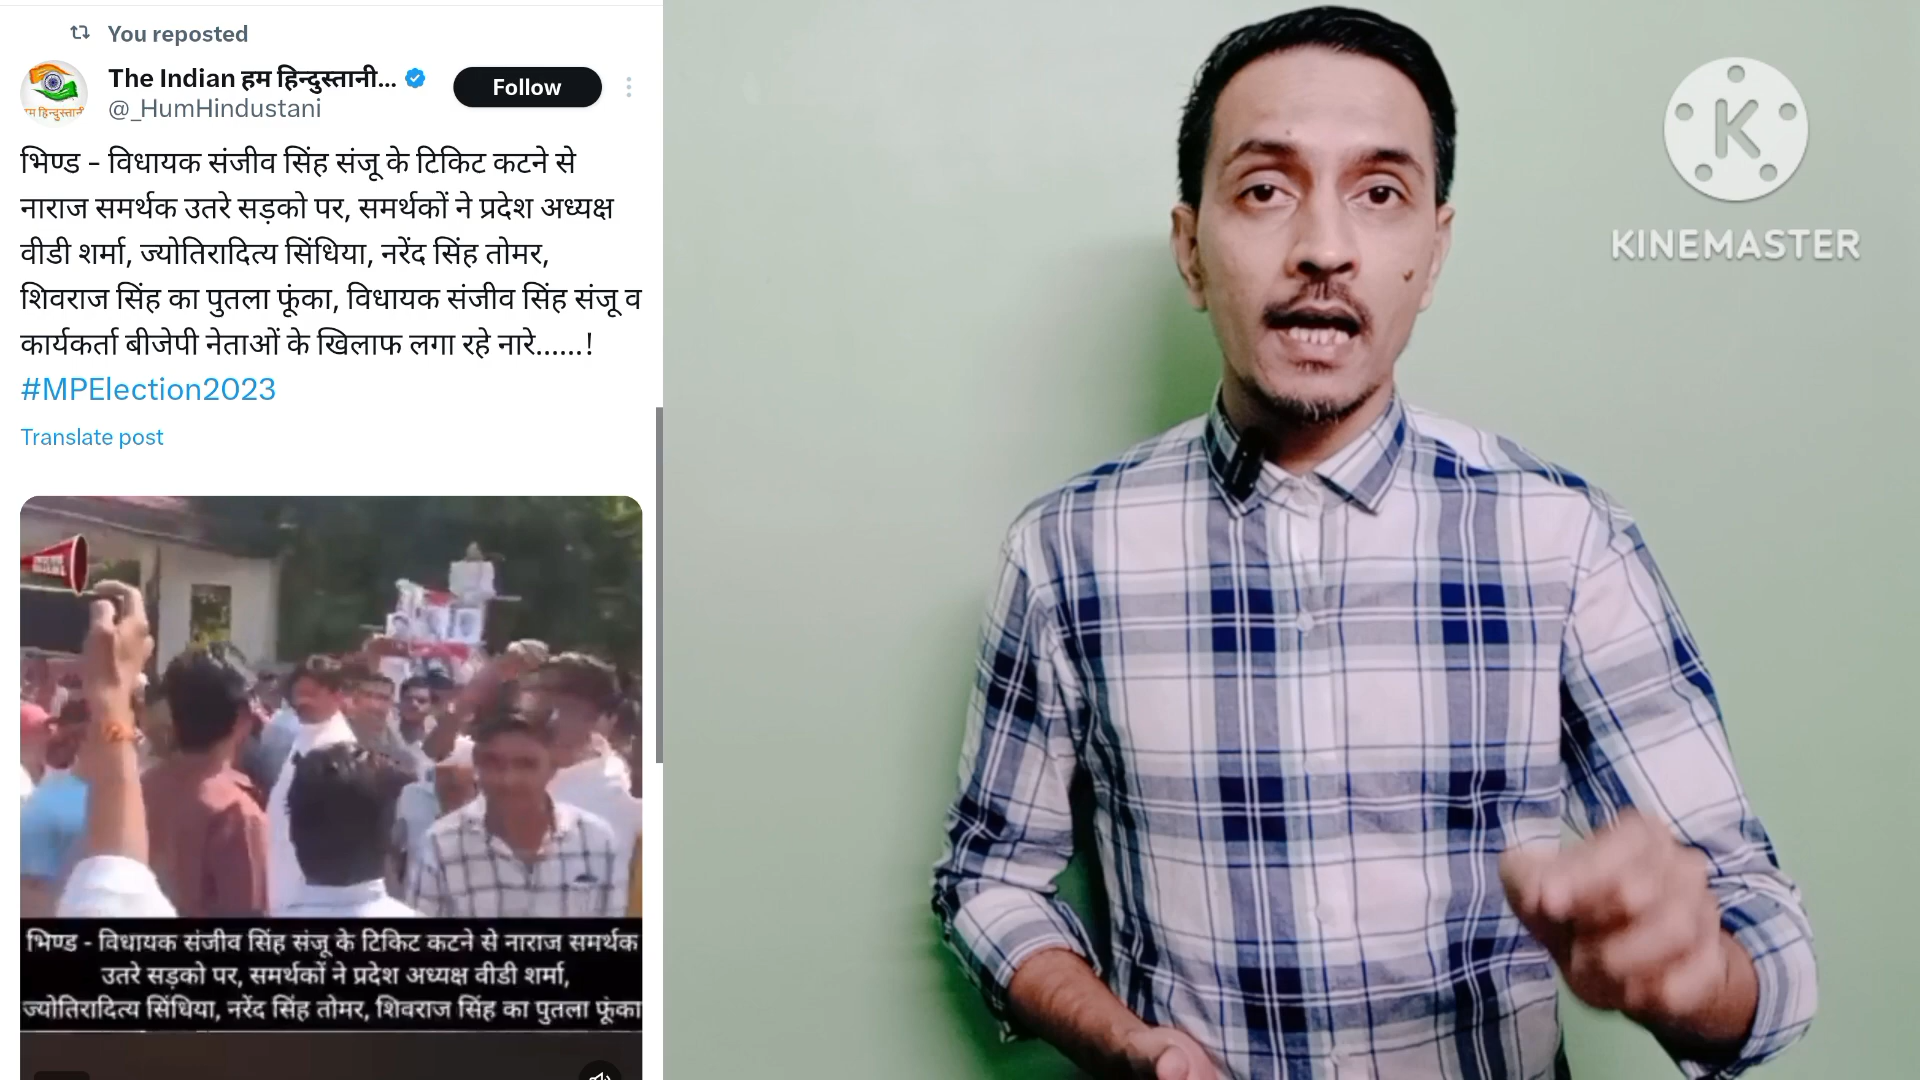 You reposted
The Indian हम हिन्दुस्तानी...
Follow
@_HumHindustani
हम हिन्दुस्तानी
भिण्ड - विधायक संजीव सिंह संजू के टिकिट कटने से
नाराज समर्थक उतरे सड़को पर, समर्थकों ने प्रदेश अध्यक्ष
वीडी शर्मा, ज्योतिरादित्य सिंधिया, नरेंद सिंह तोमर,
शिवराज सिंह का पुतला फूंका, विधायक संजीव सिंह संजू व
कार्यकर्ता बीजेपी नेताओं के खिलाफ लगा रहे नारे......!
#MPElection2023
Translate post
भिण्ड - विधायक संजीव सिंह संजू के टिकिट कटने से नाराज समर्थक
उतरे सड़को पर, समर्थकों ने प्रदेश अध्यक्ष वीडी शर्मा,
ज्योतिरादित्य सिंधिया, नरेंद सिंह तोमर, शिवराज सिंह का पुतला फूंका
K
KINEMASTER